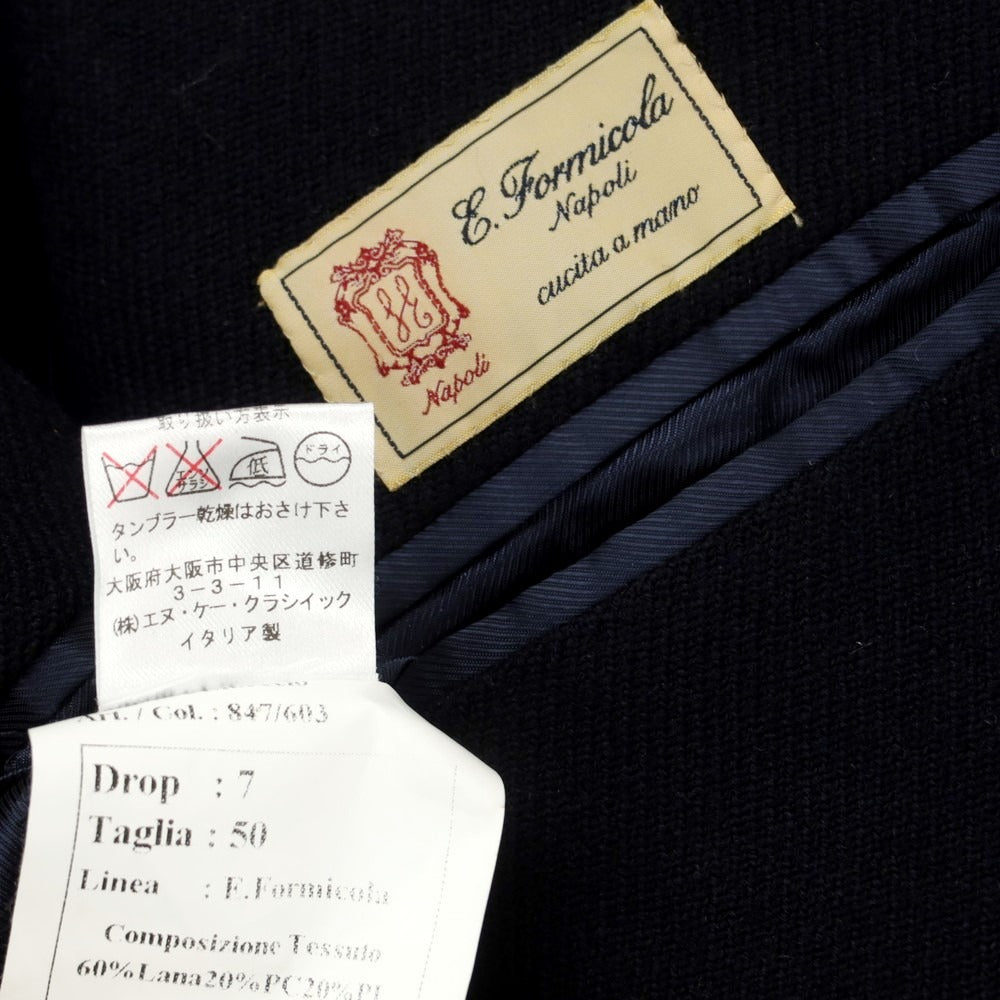 E. Formicola
Napoli
cucita a mano
Napoli
取り扱い方表示
エンソ
サラシ
低
ドライ
タンブラー乾燥はおさけ下さ
い。
大阪府大阪市中央区道修町
3-3-11
(株)エヌ・ケー・クラシイック
イタリア製
Art. / Col. : 847/603
Drop : 7
Taglia : 50
Linea : E.Formicola
Composizione Tessuto
60%Lana20%PC20%PL